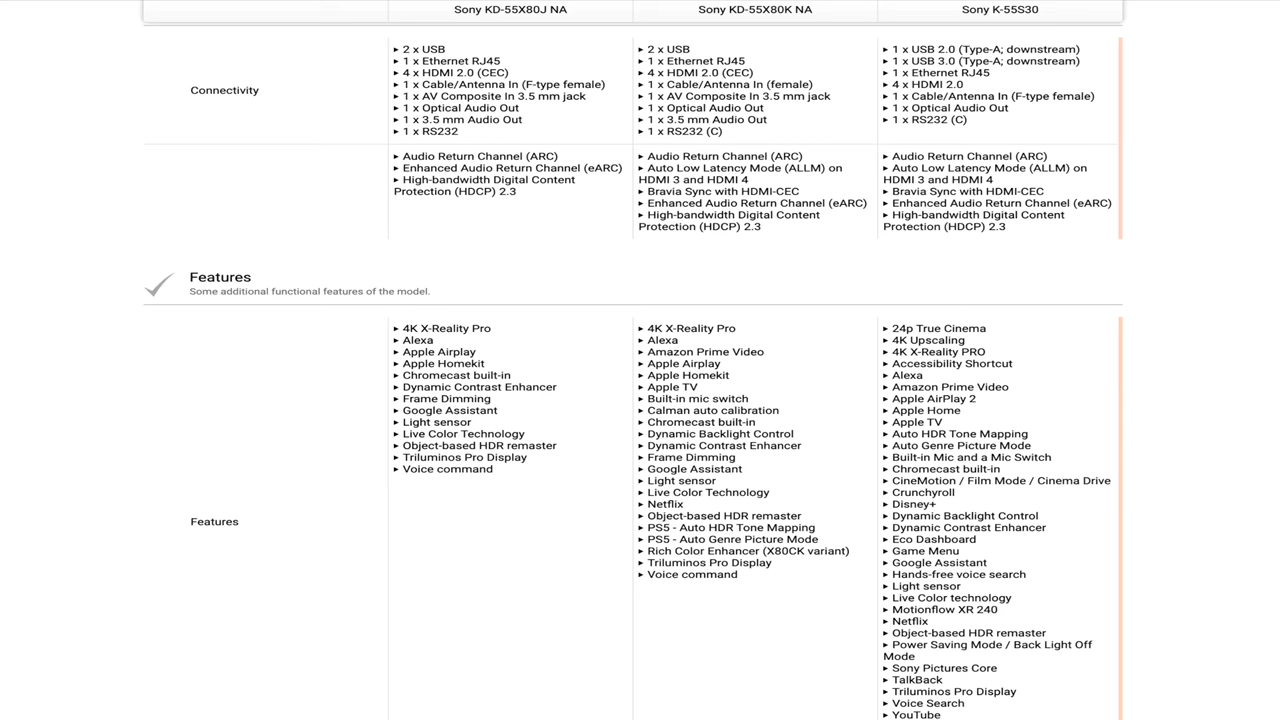 Sony KD-55X80J NA
Sony KD-55X80K NA
Sony K-55S30
Connectivity
▸ 2 x USB
▸ 1 x Ethernet RJ45
▸ 4 x HDMI 2.0 (CEC)
▸ 1 x Cable/Antenna In (F-type female)
▸ 1 x AV Composite In 3.5 mm jack
▸ 1 x Optical Audio Out
▸ 1 x 3.5 mm Audio Out
▸ 1 x RS232
▸ 2 x USB
▸ 1 x Ethernet RJ45
▸ 4 x HDMI 2.0 (CEC)
▸ 1 x Cable/Antenna In (female)
▸ 1 x AV Composite In 3.5 mm jack
▸ 1 x Optical Audio Out
▸ 1 x 3.5 mm Audio Out
▸ 1 x RS232 (C)
▸ 1 x USB 2.0 (Type-A; downstream)
▸ 1 x USB 3.0 (Type-A; downstream)
▸ 1 x Ethernet RJ45
▸ 4 x HDMI 2.0
▸ 1 x Cable/Antenna In (F-type female)
▸ 1 x Optical Audio Out
▸ 1 x RS232 (C)
▸ Audio Return Channel (ARC)
▸ Enhanced Audio Return Channel (eARC)
▸ High-bandwidth Digital Content
Protection (HDCP) 2.3
▸ Audio Return Channel (ARC)
▸ Auto Low Latency Mode (ALLM) on
HDMI 3 and HDMI 4
▸ Bravia Sync with HDMI-CEC
▸ Enhanced Audio Return Channel (eARC)
▸ High-bandwidth Digital Content
Protection (HDCP) 2.3
▸ Audio Return Channel (ARC)
▸ Auto Low Latency Mode (ALLM) on
HDMI 3 and HDMI 4
▸ Bravia Sync with HDMI-CEC
▸ Enhanced Audio Return Channel (eARC)
▸ High-bandwidth Digital Content
Protection (HDCP) 2.3
Features
Some additional functional features of the model.
Features
▸ 4K X-Reality Pro
▸ Alexa
▸ Apple Airplay
▸ Apple Homekit
▸ Chromecast built-in
▸ Dynamic Contrast Enhancer
▸ Frame Dimming
▸ Google Assistant
▸ Light sensor
▸ Live Color Technology
▸ Object-based HDR remaster
▸ Triluminos Pro Display
▸ Voice command
▸ 4K X-Reality Pro
▸ Alexa
▸ Amazon Prime Video
▸ Apple Airplay
▸ Apple Homekit
▸ Apple TV
▸ Built-in mic switch
▸ Calman auto calibration
▸ Chromecast built-in
▸ Dynamic Backlight Control
▸ Dynamic Contrast Enhancer
▸ Frame Dimming
▸ Google Assistant
▸ Light sensor
▸ Live Color Technology
▸ Netflix
▸ Object-based HDR remaster
▸ PS5 - Auto HDR Tone Mapping
▸ PS5 - Auto Genre Picture Mode
▸ Rich Color Enhancer (X80CK variant)
▸ Triluminos Pro Display
▸ Voice command
▸ 24p True Cinema
▸ 4K Upscaling
▸ 4K X-Reality PRO
▸ Accessibility Shortcut
▸ Alexa
▸ Amazon Prime Video
▸ Apple AirPlay 2
▸ Apple Home
▸ Apple TV
▸ Auto HDR Tone Mapping
▸ Auto Genre Picture Mode
▸ Built-in Mic and a Mic Switch
▸ Chromecast built-in
▸ CineMotion / Film Mode / Cinema Drive
▸ Crunchyroll
▸ Disney+
▸ Dynamic Backlight Control
▸ Dynamic Contrast Enhancer
▸ Eco Dashboard
▸ Game Menu
▸ Google Assistant
▸ Hands-free voice search
▸ Light sensor
▸ Live Color technology
▸ Motionflow XR 240
▸ Netflix
▸ Object-based HDR remaster
▸ Power Saving Mode / Back Light Off
Mode
▸ Sony Pictures Core
▸ TalkBack
▸ Triluminos Pro Display
▸ Voice Search
▸ YouTube